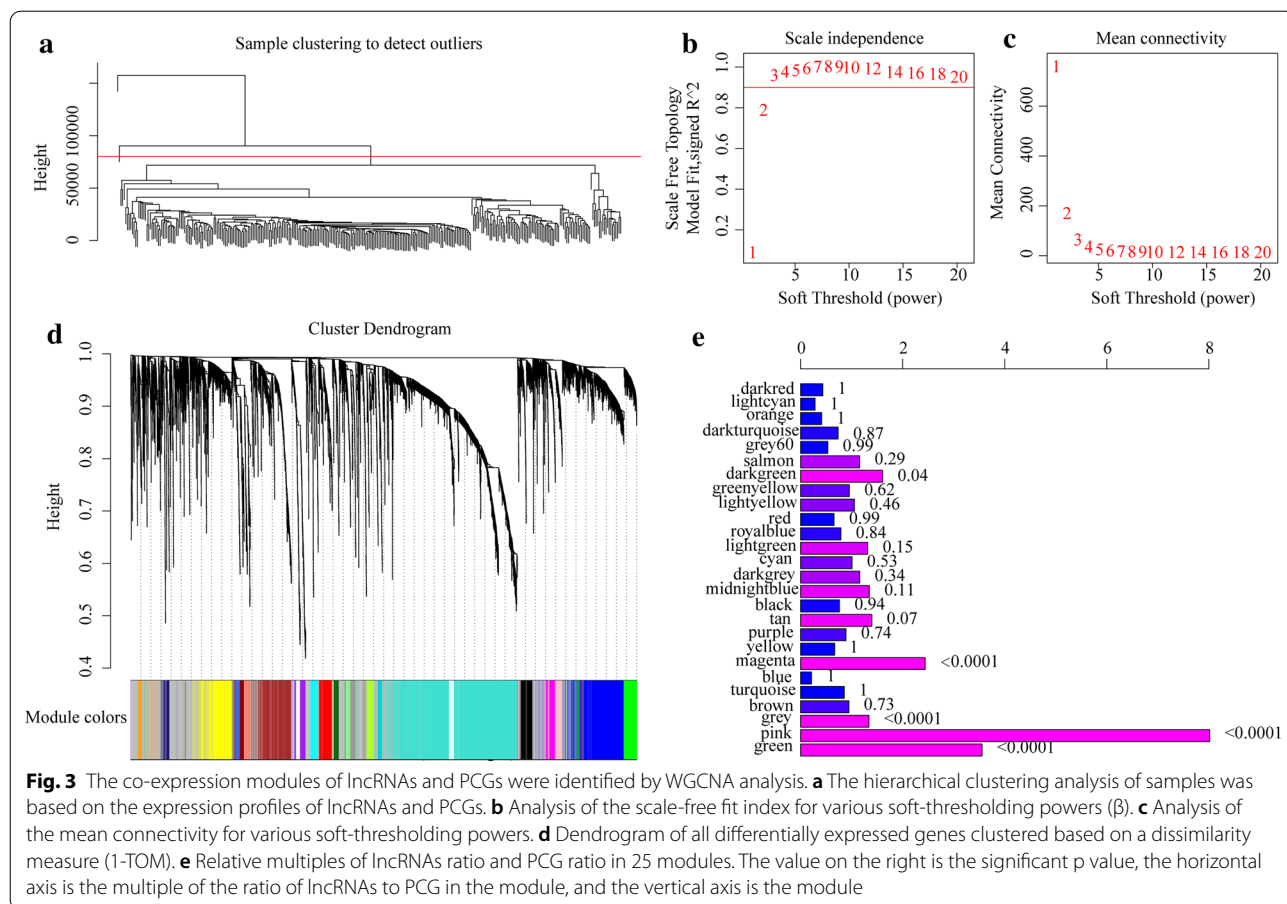 a
Sample clustering to detect outliers
Height
0 50000 100000
b
Scale independence
Scale Free Topology
Model Fit,signed R^2
0.2 0.4 0.6 0.8 1.0
1 2 3 4 5 6 7 8 9 10 12 14 16 18 20
5 10 15 20
Soft Threshold (power)
c
Mean connectivity
Mean Connectivity
0 200 400 600
1 2 3 4 5 6 7 8 9 10 12 14 16 18 20
5 10 15 20
Soft Threshold (power)
d
Cluster Dendrogram
Height
0.4 0.5 0.6 0.7 0.8 0.9 1.0
Module colors
e
0 2 4 6 8
darkred 1
lightcyan 1
orange 1
darkturquoise 0.87
grey60 0.99
salmon 0.29
darkgreen 0.04
greenyellow 0.62
lightyellow 0.46
red 0.99
royalblue 0.84
lightgreen 0.15
cyan 0.53
darkgrey 0.34
midnightblue 0.11
black 0.94
tan 0.07
purple 0.74
yellow 1
magenta <0.0001
blue 1
turquoise 1
brown 0.73
grey <0.0001
pink <0.0001
green <0.0001
Fig. 3 The co-expression modules of lncRNAs and PCGs were identified by WGCNA analysis. a The hierarchical clustering analysis of samples was
based on the expression profiles of lncRNAs and PCGs. b Analysis of the scale-free fit index for various soft-thresholding powers (β). c Analysis of
the mean connectivity for various soft-thresholding powers. d Dendrogram of all differentially expressed genes clustered based on a dissimilarity
measure (1-TOM). e Relative multiples of lncRNAs ratio and PCG ratio in 25 modules. The value on the right is the significant p value, the horizontal
axis is the multiple of the ratio of lncRNAs to PCG in the module, and the vertical axis is the module